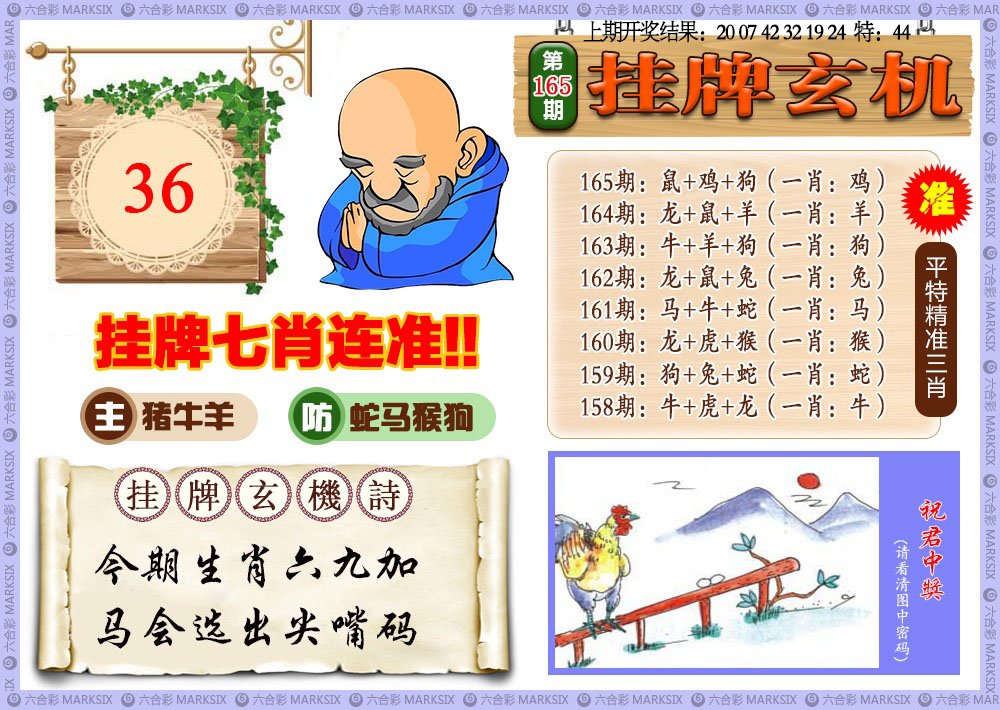 六合彩 MARKSIX
上期开奖结果：20 07 42 32 19 24 特：44
第165期
挂牌玄机
36
挂牌七肖连准!!
主 猪牛羊
防 蛇马猴狗
挂牌玄機詩
今期生肖六九加
马会选出尖嘴码
165期：鼠+鸡+狗（一肖：鸡）
164期：龙+鼠+羊（一肖：羊）
163期：牛+羊+狗（一肖：狗）
162期：龙+鼠+兔（一肖：兔）
161期：马+牛+蛇（一肖：马）
160期：龙+虎+猴（一肖：猴）
159期：狗+兔+蛇（一肖：蛇）
158期：牛+虎+龙（一肖：牛）
准
平特精准三肖
祝君中獎
（请看清图中密码）